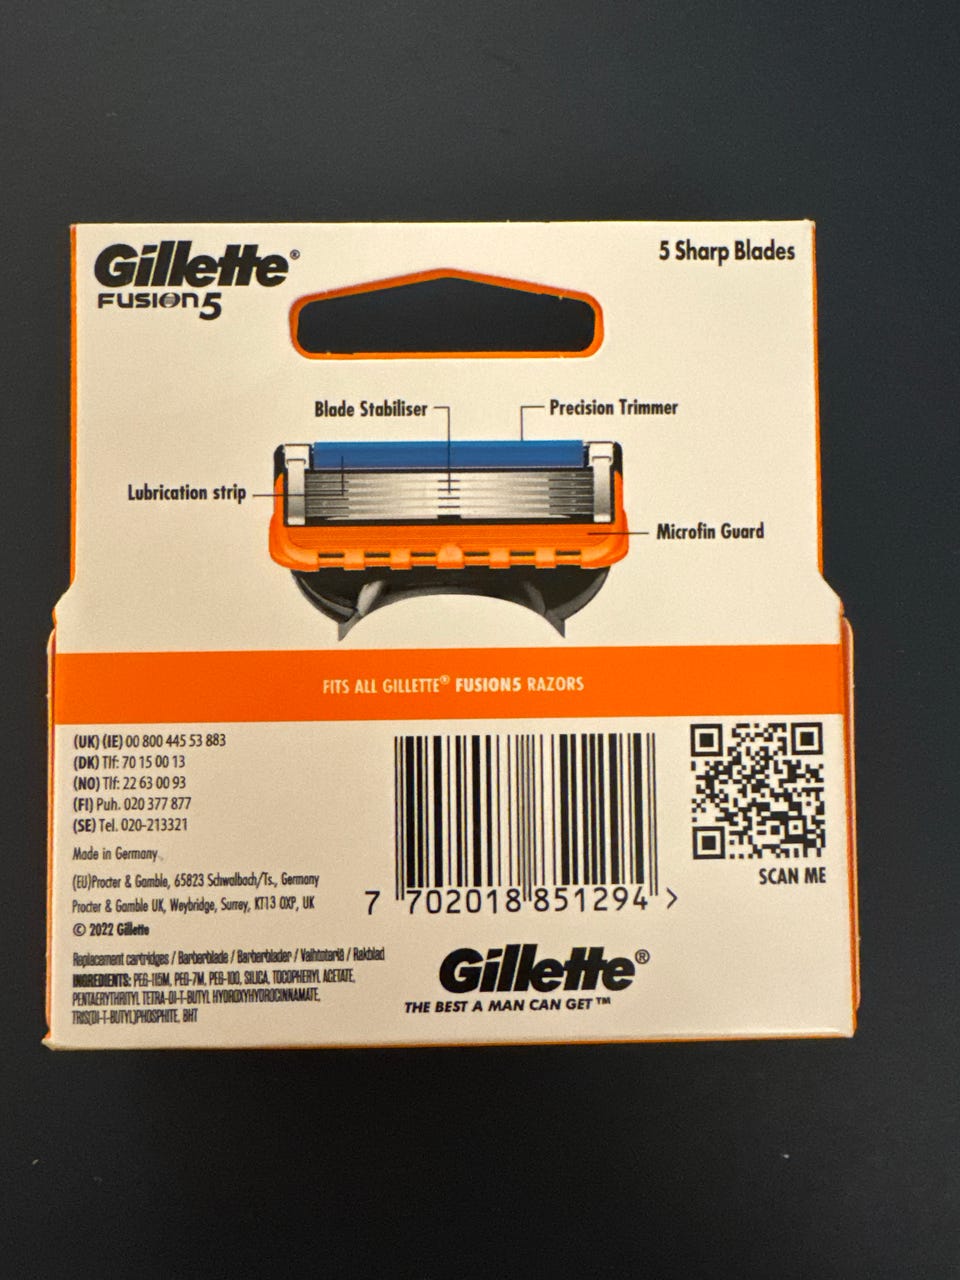 Gillette®
FUSION5
5 Sharp Blades
Blade Stabiliser
Precision Trimmer
Lubrication strip
Microfin Guard
FITS ALL GILLETTE® FUSION5 RAZORS
(UK) (IE) 00 800 445 53 883
(DK) Tlf: 70 15 00 13
(NO) Tlf: 22 63 00 93
(FI) Puh. 020 377 877
(SE) Tel. 020-213321
Made in Germany
(EU)Procter & Gamble, 65823 Schwalbach/Ts., Germany
Procter & Gamble UK, Weybridge, Surrey, KT13 0XP, UK
© 2022 Gillette
Replacement cartridges / Barberblade / Barberblader / Vaihtoteriä / Rakblad
INGREDIENTS: PEG-115M, PEG-7M, PEG-100, SILICA, TOCOPHERYL ACETATE,
PENTAERYTHRITYL TETRA-DI-T-BUTYL HYDROXYHYDROCINNAMATE,
TRIS(DI-T-BUTYL)PHOSPHITE, BHT
7 702018 851294 >
SCAN ME
Gillette®
THE BEST A MAN CAN GET™